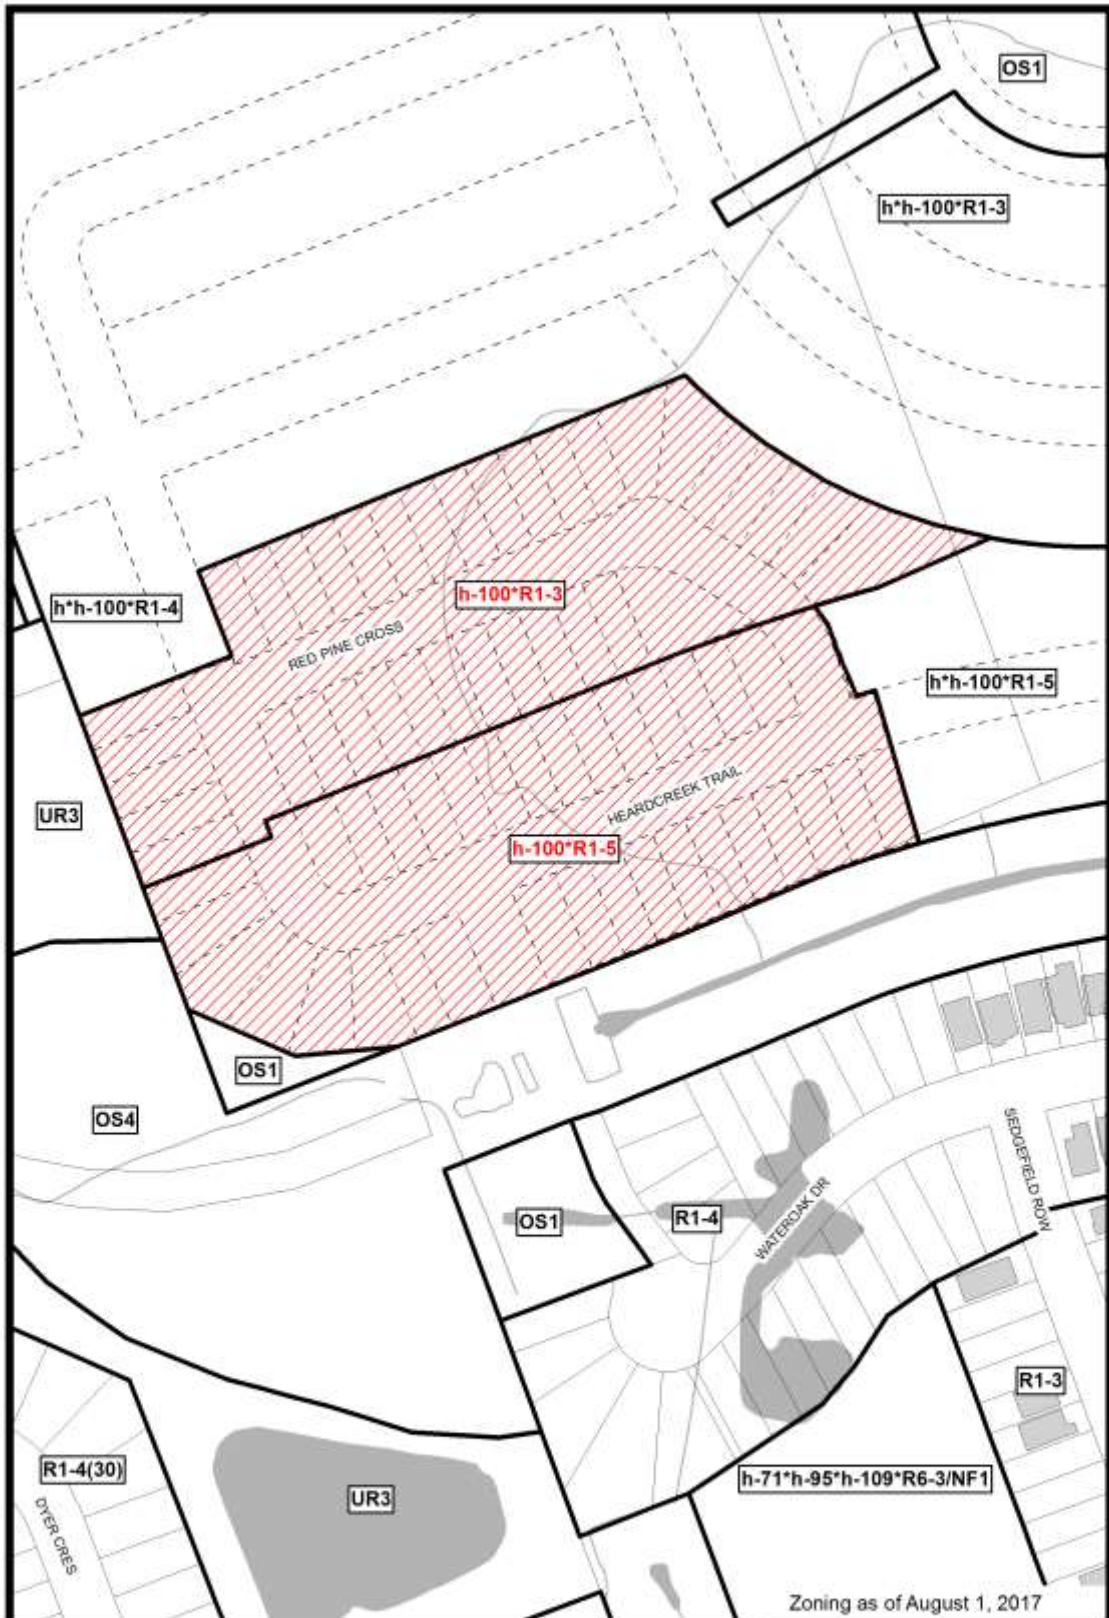 OS1
h*h-100*R1-3
h-100*R1-3
h*h-100*R1-4
RED PINE CROSS
h*h-100*R1-5
HEARDCREEK TRAIL
UR3
h-100*R1-5
OS1
OS4
SEDGEFIELD ROW
OS1
R1-4
WATEROAK DR
R1-3
R1-4(30)
h-71*h-95*h-109*R6-3/NF1
UR3
DYER CRES
Zoning as of August 1, 2017